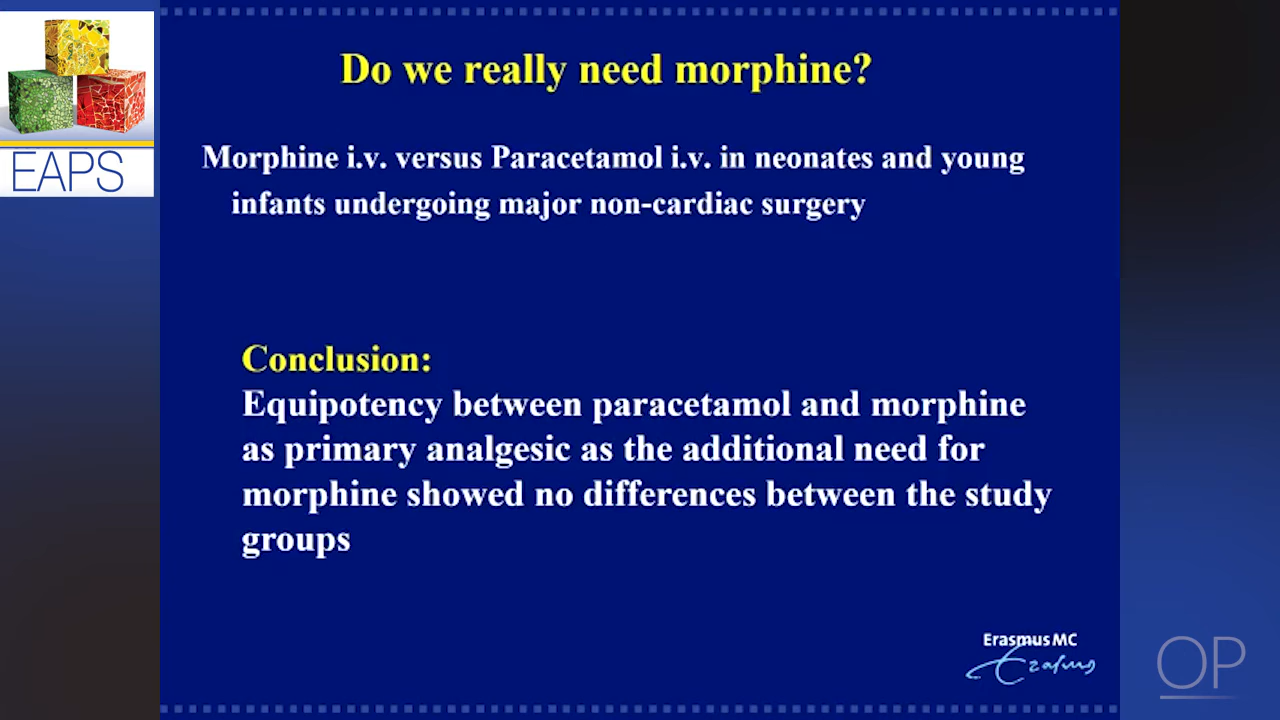 EAPS
Do we really need morphine?
Morphine i.v. versus Paracetamol i.v. in neonates and young
infants undergoing major non-cardiac surgery
Conclusion:
Equipotency between paracetamol and morphine
as primary analgesic as the additional need for
morphine showed no differences between the study
groups
Erasmus MC
Erasmus
OP